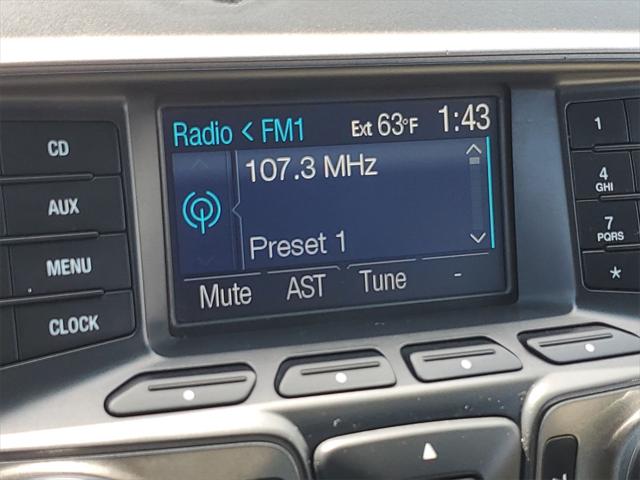 Radio < FM1 Ext 63°F 1:43
107.3 MHz
Preset 1
Mute AST Tune -
CD
AUX
MENU
CLOCK
1
4
GHI
7
PQRS
*